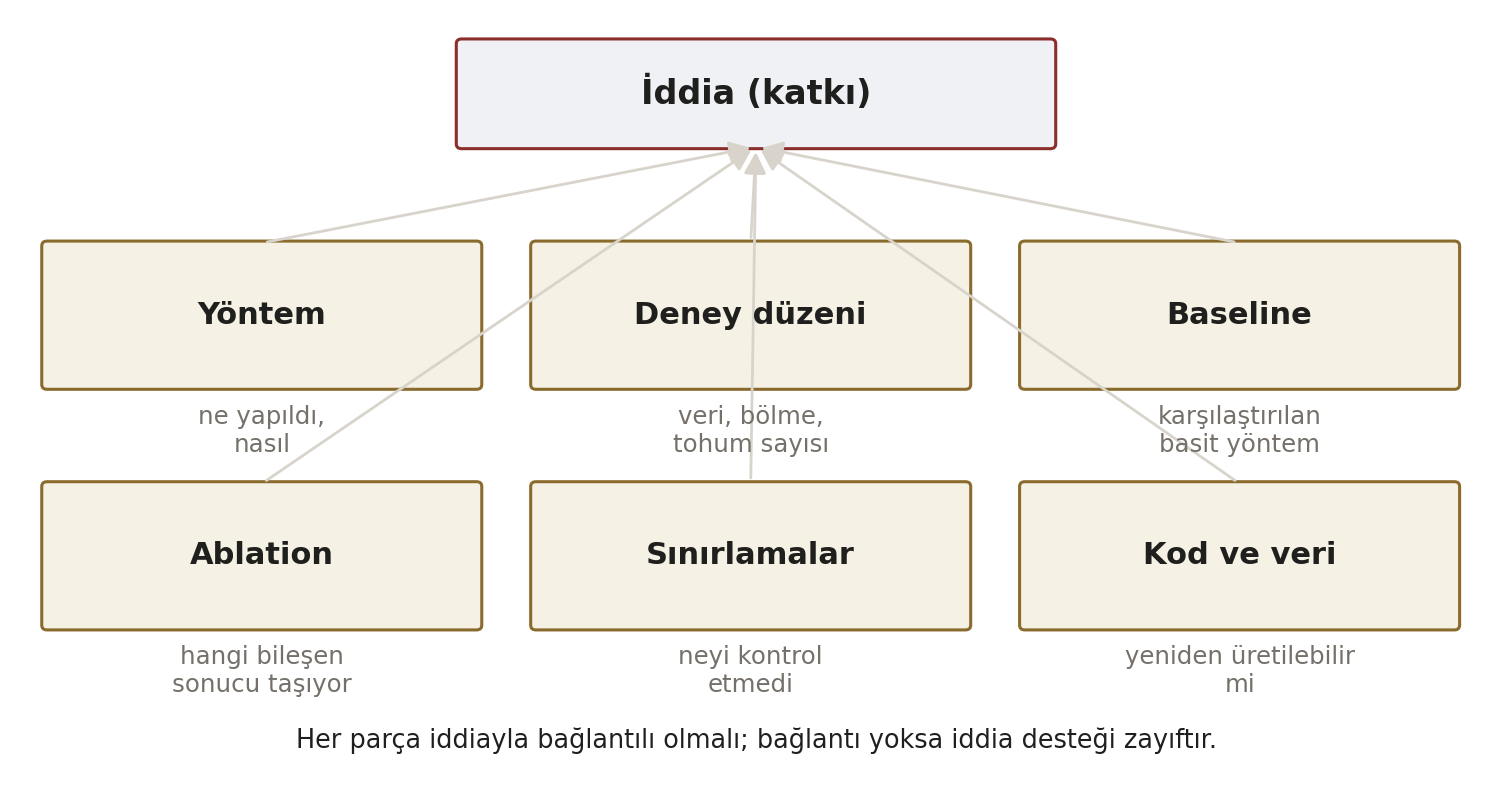 İddia (katkı)
Yöntem
Deney düzeni
Baseline
ne yapıldı,
nasıl
veri, bölme,
tohum sayısı
karşılaştırılan
basit yöntem
Ablation
Sınırlamalar
Kod ve veri
hangi bileşen
sonucu taşıyor
neyi kontrol
etmedi
yeniden üretilebilir
mi
Her parça iddiayla bağlantılı olmalı; bağlantı yoksa iddia desteği zayıftır.